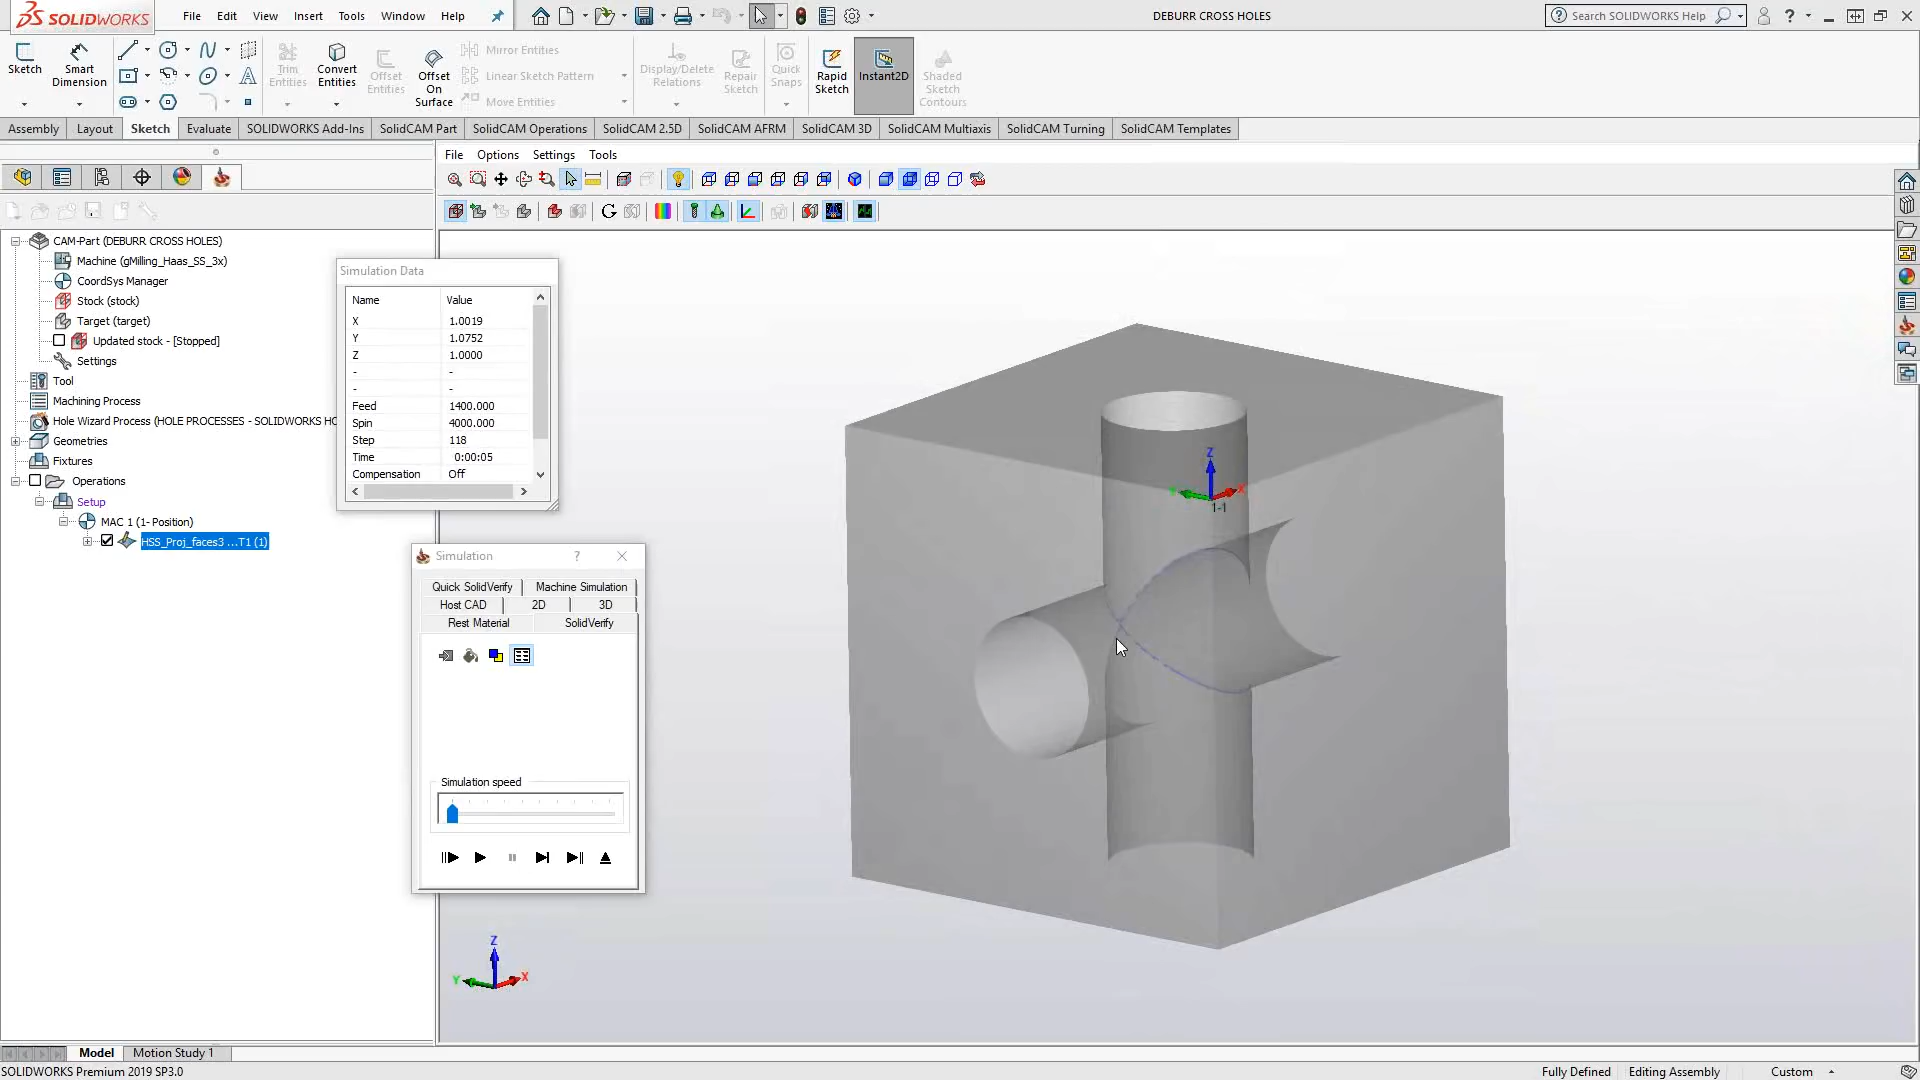 SOLIDWORKS
File Edit View Insert Tools Window Help
DEBURR CROSS HOLES
Search SOLIDWORKS Help
Sketch
Smart Dimension
Trim Entities
Convert Entities
Offset Entities
Offset On Surface
Mirror Entities
Linear Sketch Pattern
Move Entities
Display/Delete Relations
Repair Sketch
Quick Snaps
Rapid Sketch
Instant2D
Shaded Sketch Contours
Assembly Layout Sketch Evaluate SOLIDWORKS Add-Ins SolidCAM Part SolidCAM Operations SolidCAM 2.5D SolidCAM AFRM SolidCAM 3D SolidCAM Multiaxis SolidCAM Turning SolidCAM Templates
File Options Settings Tools
CAM-Part (DEBURR CROSS HOLES)
Machine (gMilling_Haas_SS_3x)
CoordSys Manager
Stock (stock)
Target (target)
Updated stock - [Stopped]
Settings
Tool
Machining Process
Hole Wizard Process (HOLE PROCESSES - SOLIDWORKS HO
Geometries
Fixtures
Operations
Setup
MAC 1 (1- Position)
HSS_Proj_faces3 ...T1 (1)
Simulation Data
Name Value
X 1.0019
Y 1.0752
Z 1.0000
- -
- -
Feed 1400.000
Spin 4000.000
Step 118
Time 0:00:05
Compensation Off
Simulation ?
Quick SolidVerify Machine Simulation
Host CAD 2D 3D
Rest Material SolidVerify
Simulation speed
Z
Y X
1-1
Z
Y X
Model Motion Study 1
SOLIDWORKS Premium 2019 SP3.0
Fully Defined Editing Assembly Custom